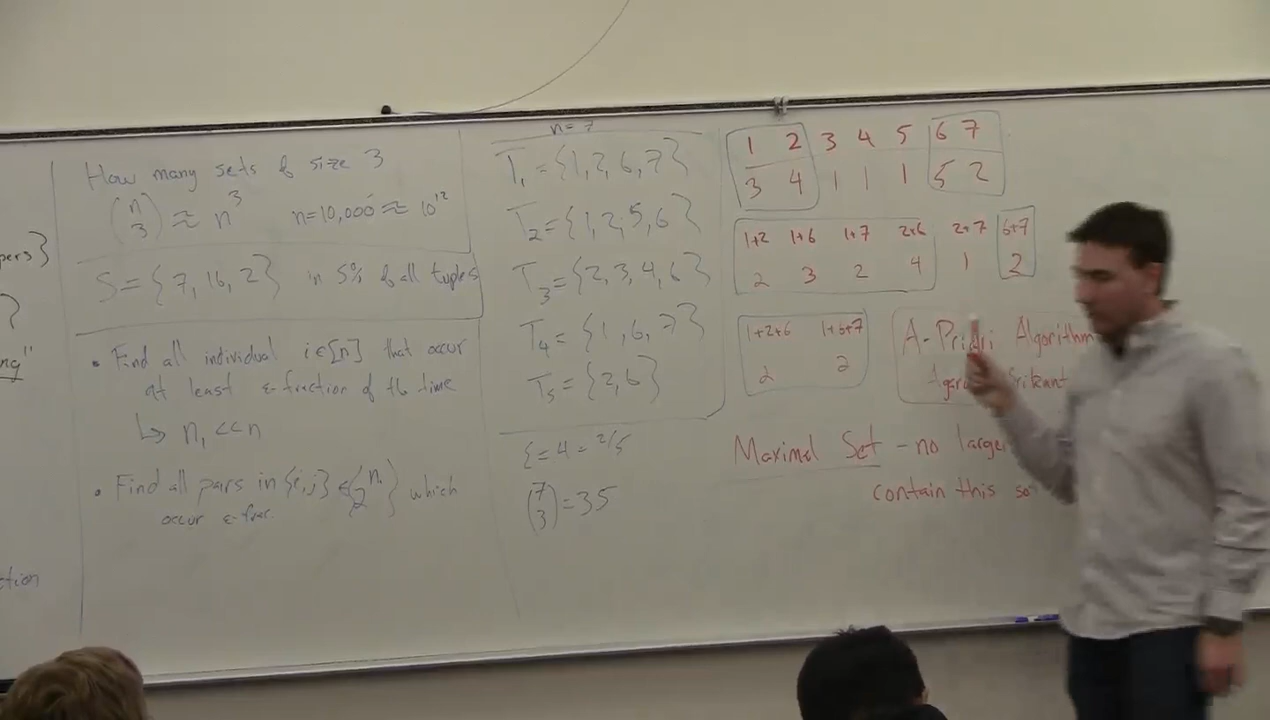 pers}
ng"
ction
How many sets of size 3
(n 3) ≈ n³ n=10,000 ≈ 10¹²
S = {7, 16, 2} in 5% of all tuples
• Find all individual i∈[n] that occur
at least ε-fraction of th time
↳ n, << n
• Find all pars in {i,j} ∈ which
occur ε-frac.
n=7
T₁ = {1,2,6,7}
T₂ = {1,2,5,6}
T₃ = {2,3,4,6}
T₄ = {1,6,7}
T₅ = {2,6}
ε=4 = 2/5
(7 3) = 35
1 2 3 4 5 6 7
3 4 1 1 1 5 2
1+2 1+6 1+7 2+6 2+7 6+7
2 3 2 4 1 2
1+2+6 1+6+7
2 2
A-Priori Algorithm
Maximal Set - no larger
contain this